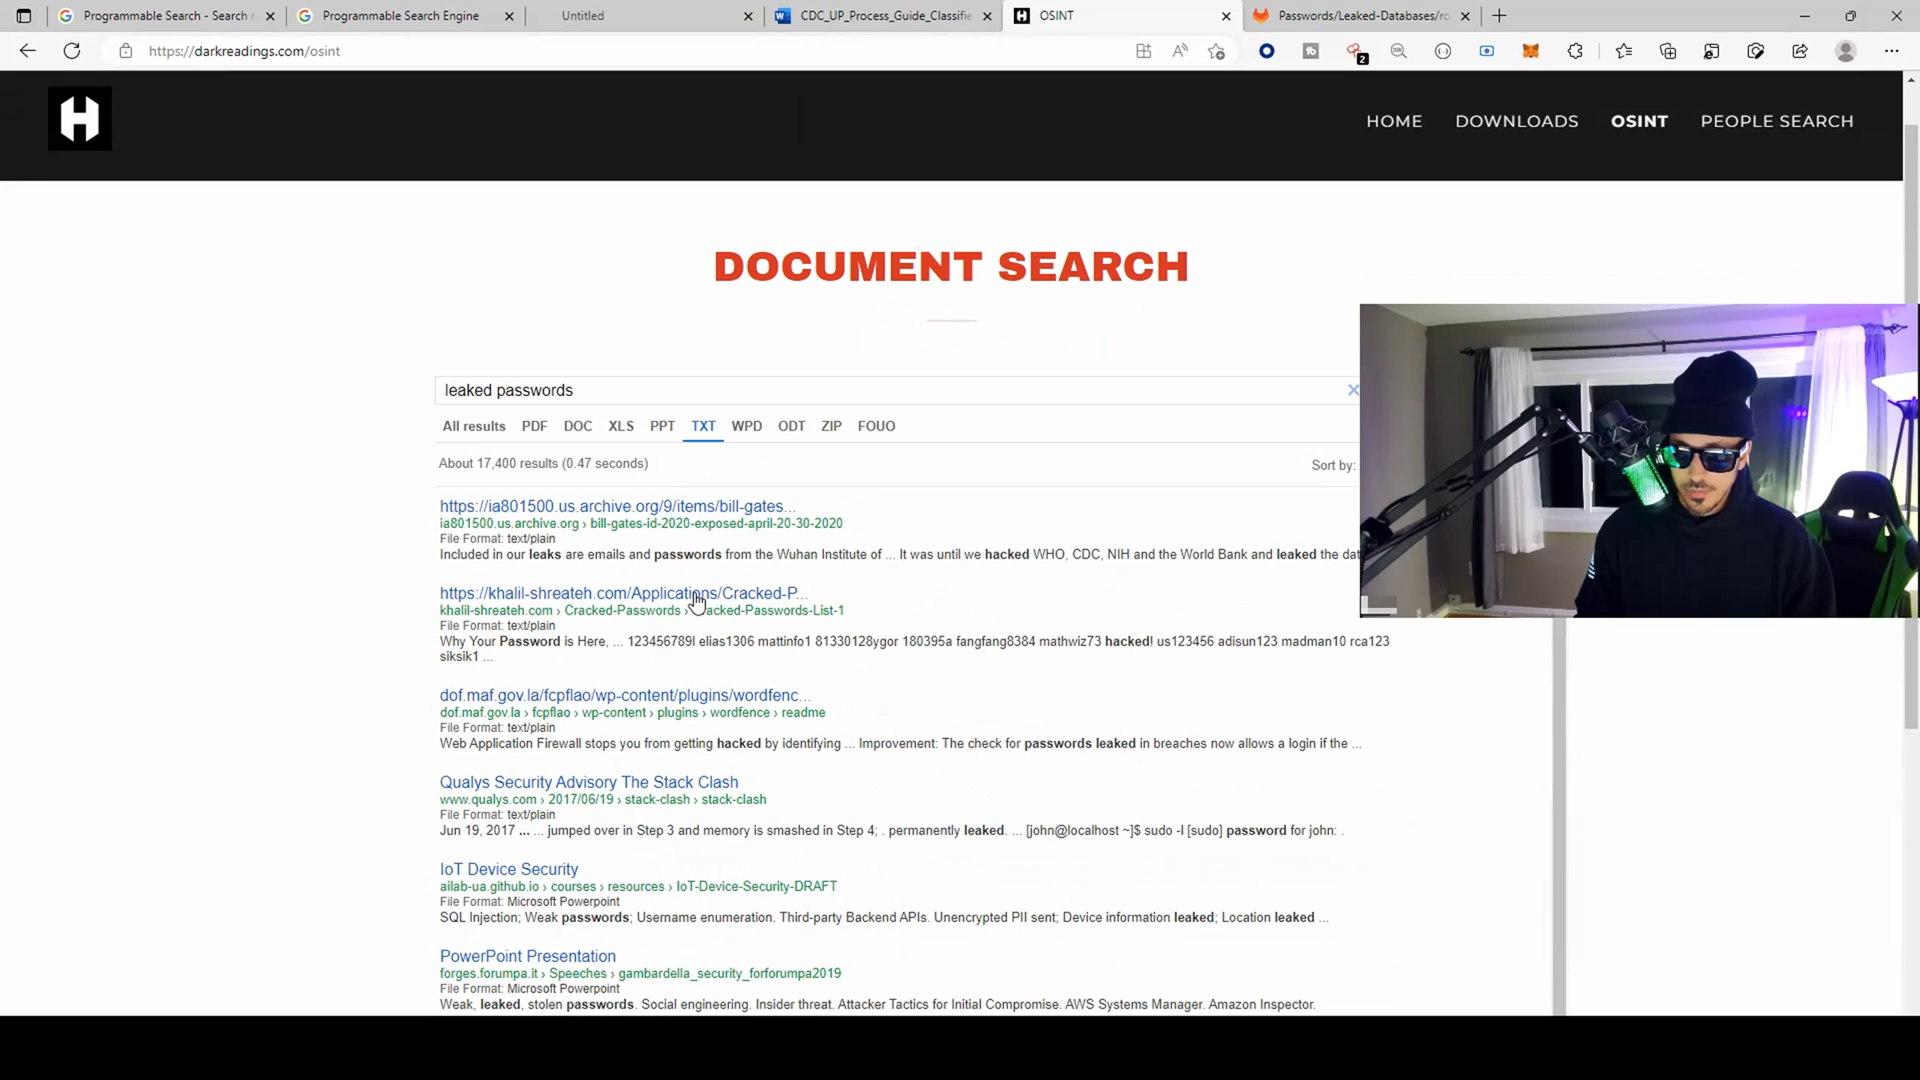 Programmable Search - Search r
Programmable Search Engine
Untitled
CDC_UP_Process_Guide_Classifie
OSINT
Passwords/Leaked-Databases/ro
https://darkreadings.com/osint
2
H
HOME
DOWNLOADS
OSINT
PEOPLE SEARCH
DOCUMENT SEARCH
leaked passwords
All results PDF DOC XLS PPT TXT WPD ODT ZIP FOUO
About 17,400 results (0.47 seconds)
Sort by:
https://ia801500.us.archive.org/9/items/bill-gates...
ia801500.us.archive.org › bill-gates-id-2020-exposed-april-20-30-2020
File Format: text/plain
Included in our leaks are emails and passwords from the Wuhan Institute of ... It was until we hacked WHO, CDC, NIH and the World Bank and leaked the dat
https://khalil-shreateh.com/Applications/Cracked-P...
khalil-shreateh.com › Cracked-Passwords › racked-Passwords-List-1
File Format: text/plain
Why Your Password is Here, ... 123456789l elias1306 mattinfo1 81330128ygor 180395a fangfang8384 mathwiz73 hacked! us123456 adisun123 madman10 rca123
siksik1 ...
dof.maf.gov.la/fcpflao/wp-content/plugins/wordfenc...
dof.maf.gov.la › fcpflao › wp-content › plugins › wordfence › readme
File Format: text/plain
Web Application Firewall stops you from getting hacked by identifying ... Improvement: The check for passwords leaked in breaches now allows a login if the ...
Qualys Security Advisory The Stack Clash
www.qualys.com › 2017/06/19 › stack-clash › stack-clash
File Format: text/plain
Jun 19, 2017 ... ... jumped over in Step 3 and memory is smashed in Step 4; . permanently leaked. ... [john@localhost ~]$ sudo -l [sudo] password for john: .
IoT Device Security
ailab-ua.github.io › courses › resources › IoT-Device-Security-DRAFT
File Format: Microsoft Powerpoint
SQL Injection; Weak passwords; Username enumeration. Third-party Backend APIs. Unencrypted PII sent; Device information leaked; Location leaked ...
PowerPoint Presentation
forges.forumpa.it › Speeches › gambardella_security_forforumpa2019
File Format: Microsoft Powerpoint
Weak, leaked, stolen passwords. Social engineering. Insider threat. Attacker Tactics for Initial Compromise. AWS Systems Manager. Amazon Inspector.